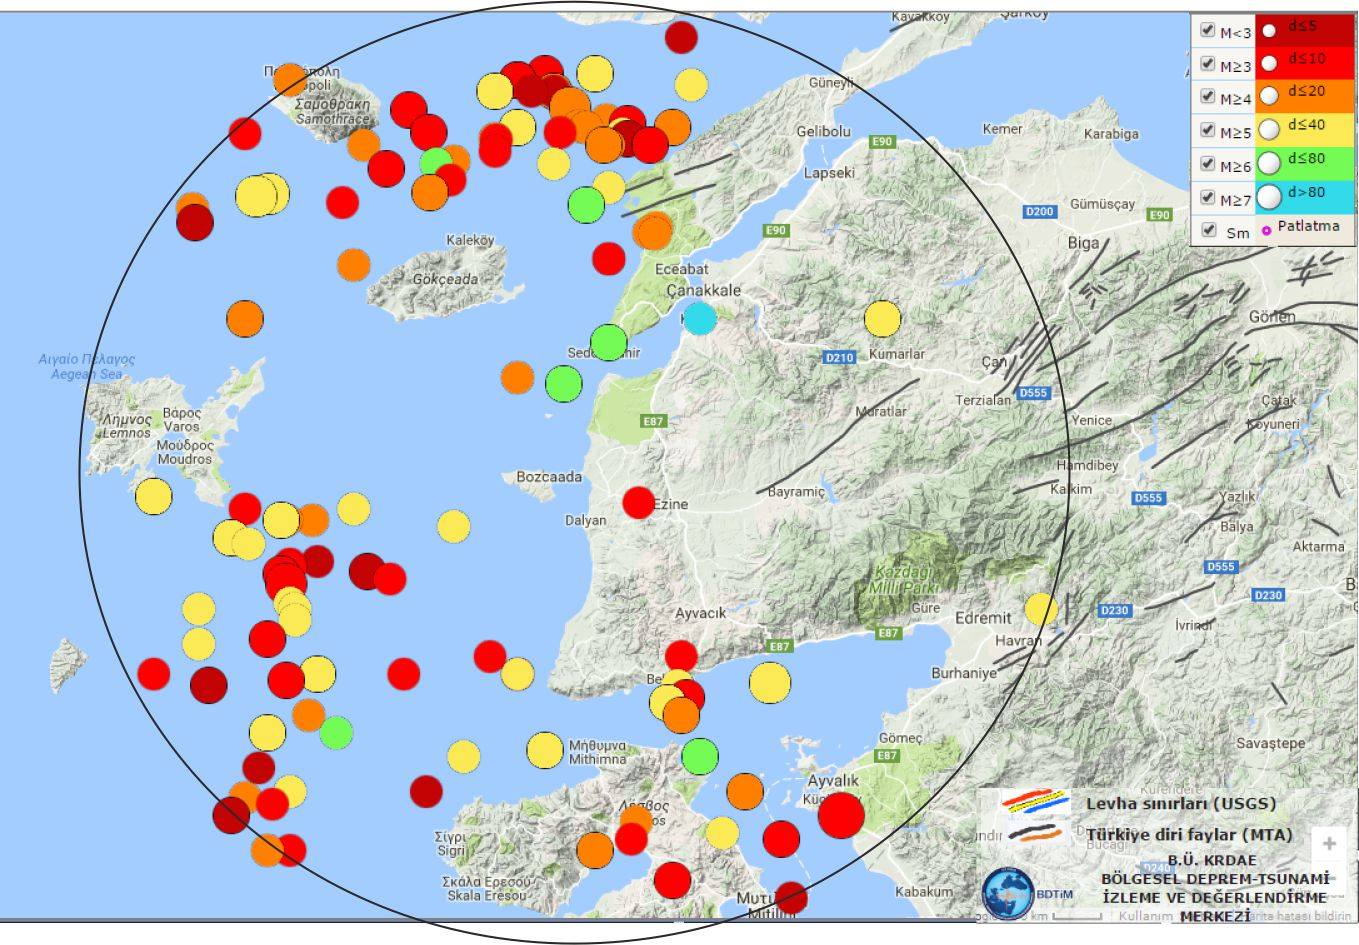 Kavakköy
Şarköy
M<3
d≤5
M≥3
d≤10
M≥4
d≤20
M≥5
d≤40
M≥6
d≤80
M≥7
d>80
Sm
Patlatma
Σαμοθράκη
Samothrace
Güneyli
Gelibolu
E90
Kemer
Karabiga
Lapseki
D200
Gümüşçay
E90
E90
Biga
Kaleköy
Gökçeada
Eceabat
Çanakkale
Gönen
Αιγαίο Πέλαγος
Aegean Sea
D210
Kumarlar
Çan
D555
Terzialan
Çatak
Λήμνος
Lemnos
Βάρος
Varos
Μούδρος
Moudros
E87
Muratlar
Yenice
Koyuneri
Hamdibey
Kalkım
Bozcaada
Bayramiç
D555
Yazlık
Ezine
Dalyan
Balya
Aktarma
D555
Kazdağı
Milli Parkı
D230
Ayvacık
Güre
Edremit
D230
İvrindi
E87
E87
Havran
Burhaniye
Μήθυμνα
Mithimna
Gömeç
E87
Savaştepe
Ayvalık
Σίγρι
Sigri
Σκάλα Ερεσού
Skala Eresou
Kabakum
Levha sınırları (USGS)
Türkiye diri faylar (MTA)
D240
B.Ü. KRDAE
BDTİM
BÖLGESEL DEPREM-TSUNAMİ
İZLEME VE DEĞERLENDİRME
MERKEZİ